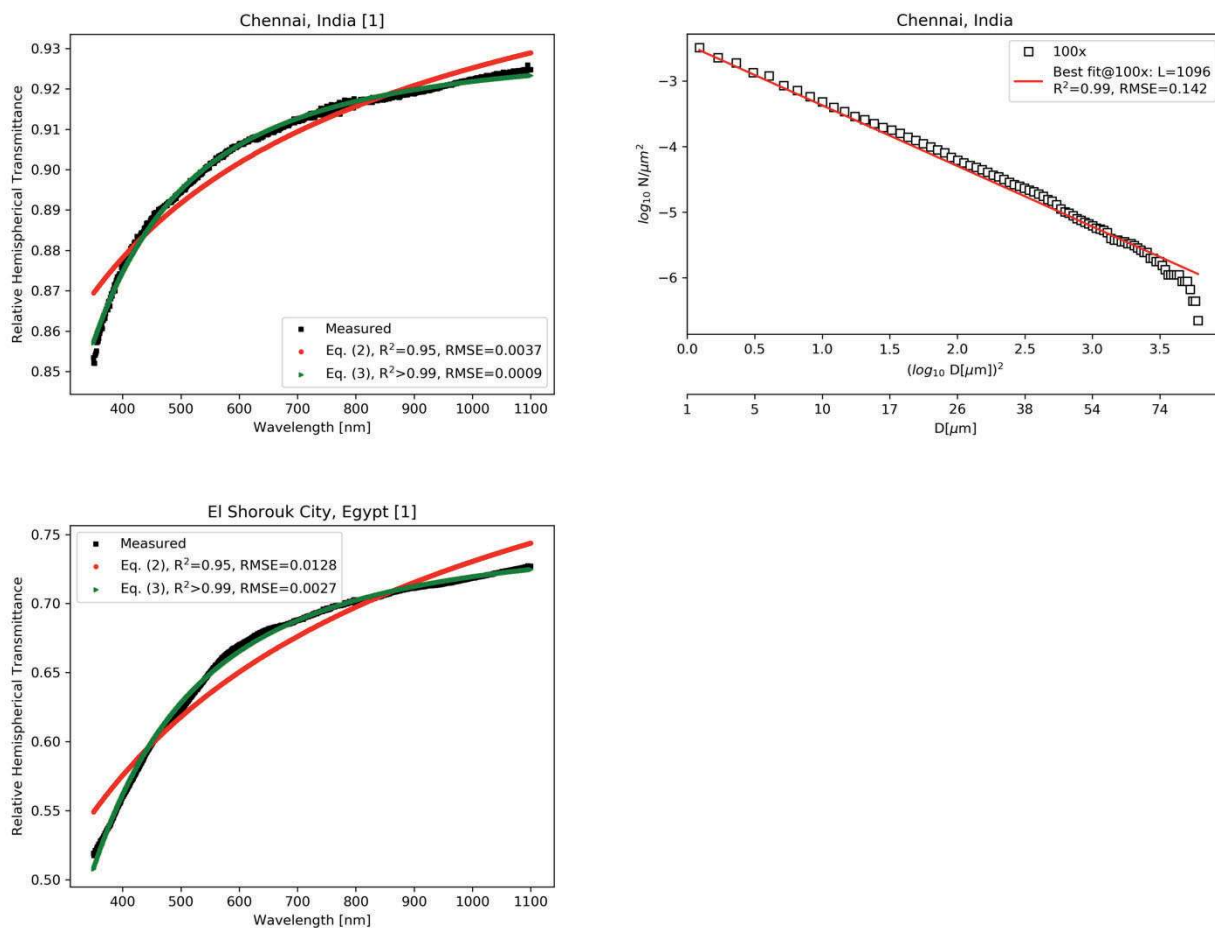 Chennai, India [1]
0.93
0.92
0.91
0.90
0.89
0.88
0.87
0.86
0.85
Relative Hemispherical Transmittance
Measured
Eq. (2), R²=0.95, RMSE=0.0037
Eq. (3), R²>0.99, RMSE=0.0009
400 500 600 700 800 900 1000 1100
Wavelength [nm]
Chennai, India
−3
−4
−5
−6
log₁₀ N/μm²
100x
Best fit@100x: L=1096
R²=0.99, RMSE=0.142
0.0 0.5 1.0 1.5 2.0 2.5 3.0 3.5
(log₁₀ D[μm])²
1 5 10 17 26 38 54 74
D[μm]
El Shorouk City, Egypt [1]
0.75
0.70
0.65
0.60
0.55
0.50
Relative Hemispherical Transmittance
Measured
Eq. (2), R²=0.95, RMSE=0.0128
Eq. (3), R²>0.99, RMSE=0.0027
400 500 600 700 800 900 1000 1100
Wavelength [nm]